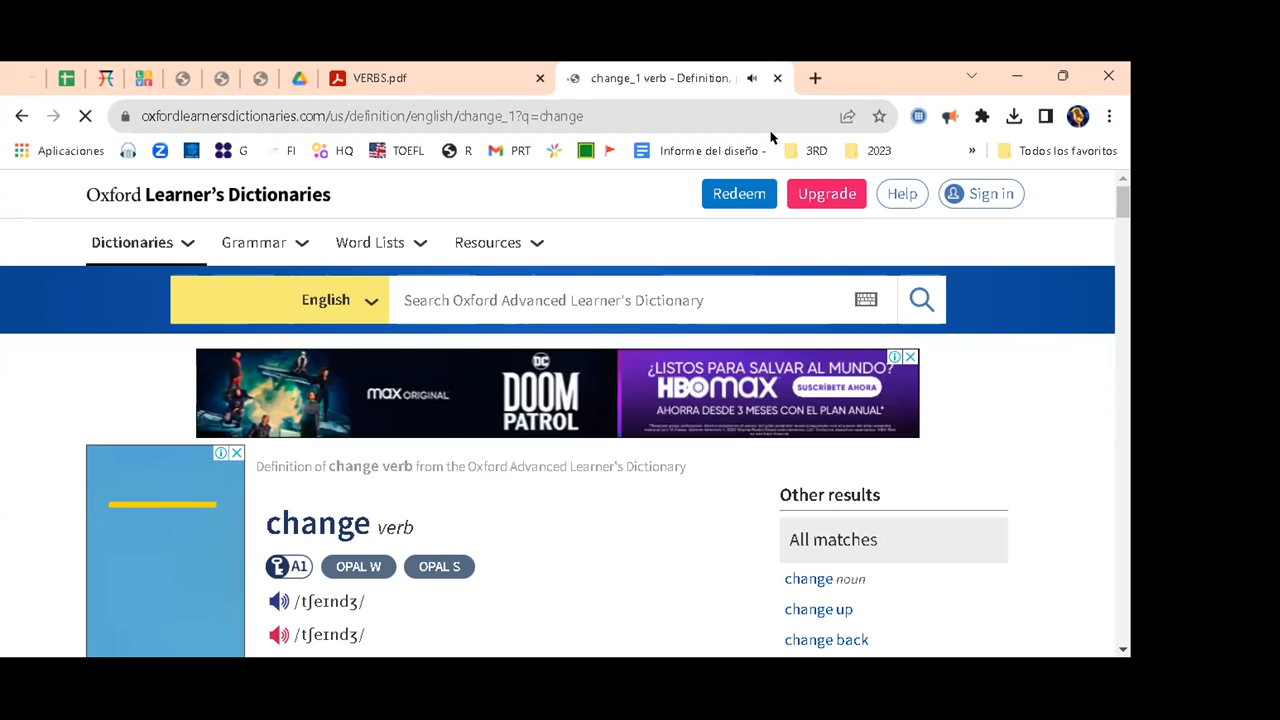 VERBS.pdf
change_1 verb - Definition,
oxfordlearnersdictionaries.com/us/definition/english/change_1?q=change
Aplicaciones
G
FI
HQ
TOEFL
R
PRT
Informe del diseño -
3RD
2023
»
Todos los favoritos
Oxford Learner's Dictionaries
Redeem
Upgrade
Help
Sign in
Dictionaries
Grammar
Word Lists
Resources
English
Search Oxford Advanced Learner's Dictionary
max ORIGINAL
DC
DOOM
PATROL
¿LISTOS PARA SALVAR AL MUNDO?
HBOmax
SUSCRÍBETE AHORA
AHORA DESDE 3 MESES CON EL PLAN ANUAL*
Definition of change verb from the Oxford Advanced Learner's Dictionary
change verb
A1
OPAL W
OPAL S
/tʃeɪndʒ/
/tʃeɪndʒ/
Other results
All matches
change noun
change up
change back